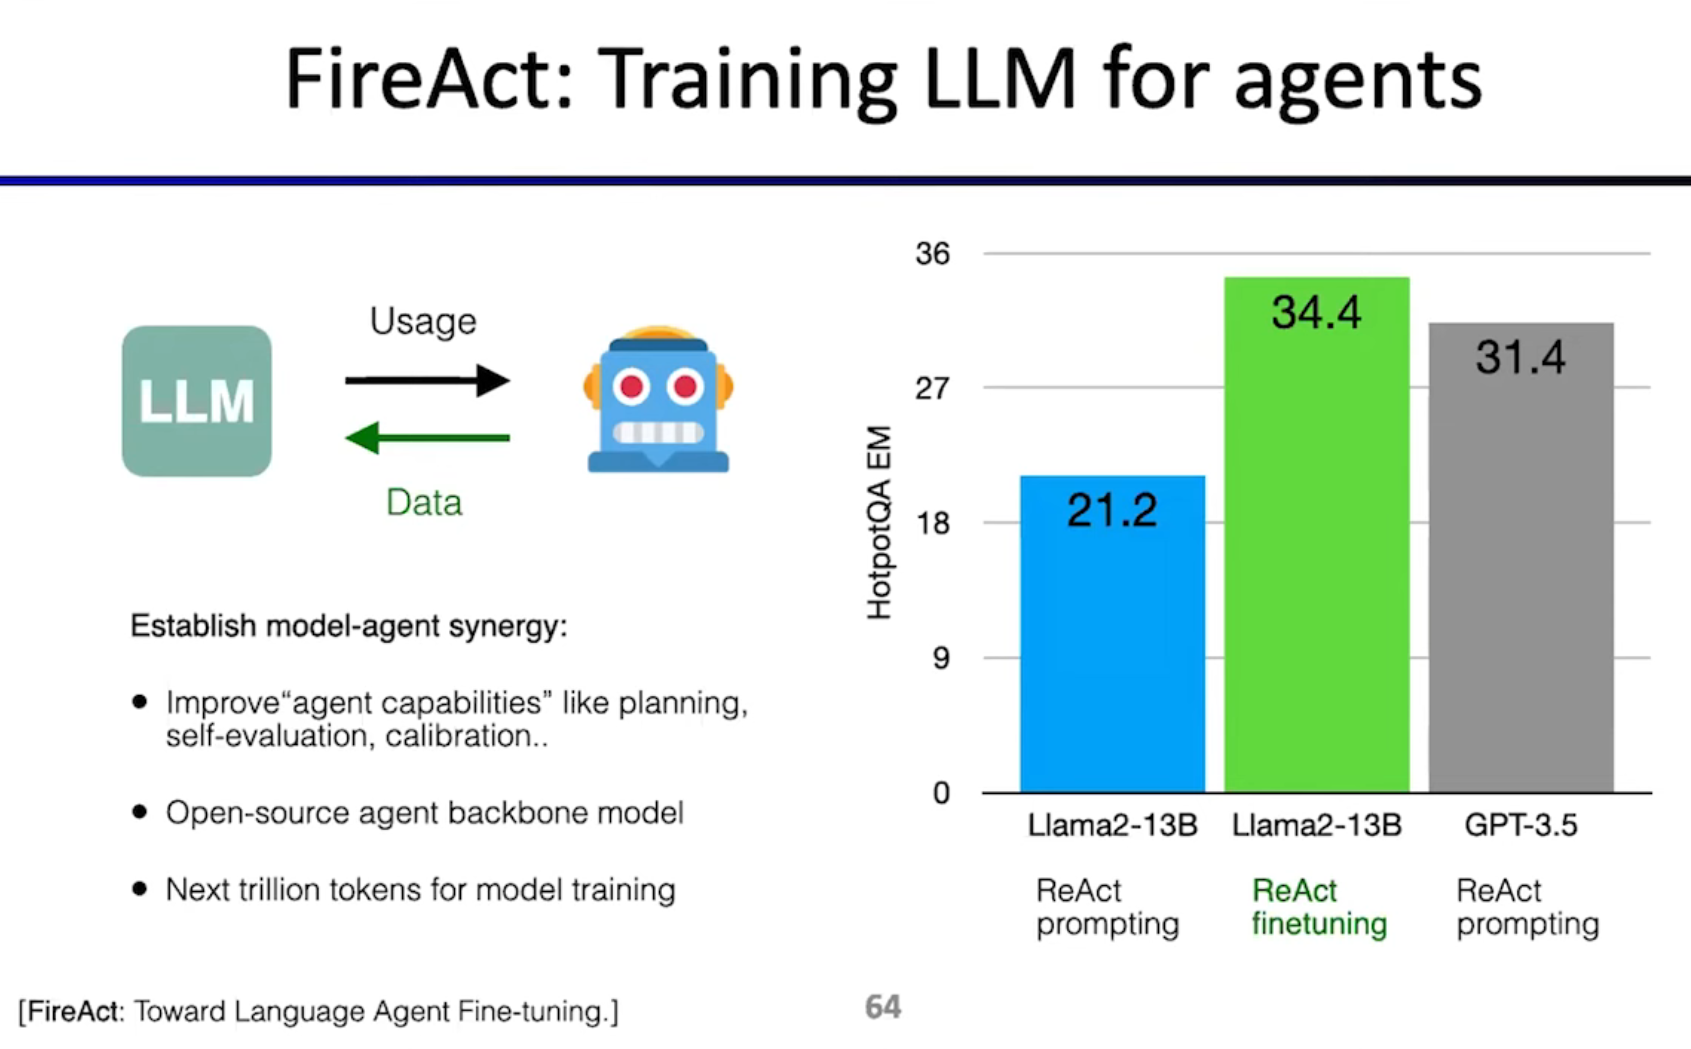 FireAct: Training LLM for agents
Usage
LLM
Data
Establish model-agent synergy:
● Improve“agent capabilities” like planning,
self-evaluation, calibration..
● Open-source agent backbone model
● Next trillion tokens for model training
36
27
18
9
0
HotpotQA EM
21.2
34.4
31.4
Llama2-13B Llama2-13B GPT-3.5
ReAct ReAct ReAct
prompting finetuning prompting
[FireAct: Toward Language Agent Fine-tuning.]
64